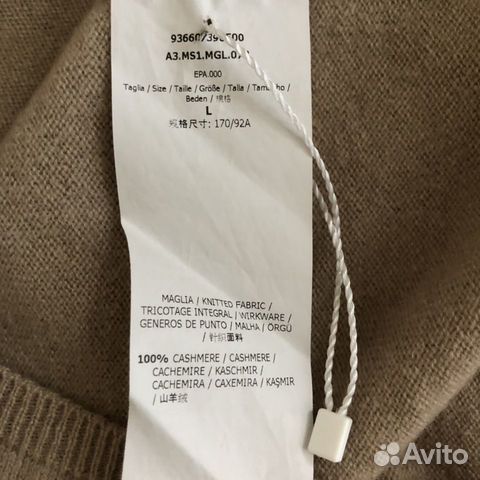 A3.MS1.MGL.07
EPA.000
Taglia / Size / Taille / Größe / Talla / Tamanho /
Beden / 规格
L
规格尺寸: 170/92A
MAGLIA / KNITTED FABRIC /
TRICOTAGE INTEGRAL / WIRKWARE /
GENEROS DE PUNTO / MALHA / ÖRGÜ
/ 针织面料
100% CASHMERE / CASHMERE /
CACHEMIRE / KASCHMIR /
CACHEMIRA / CAXEMIRA / KAŞMIR
/ 山羊绒
Avito